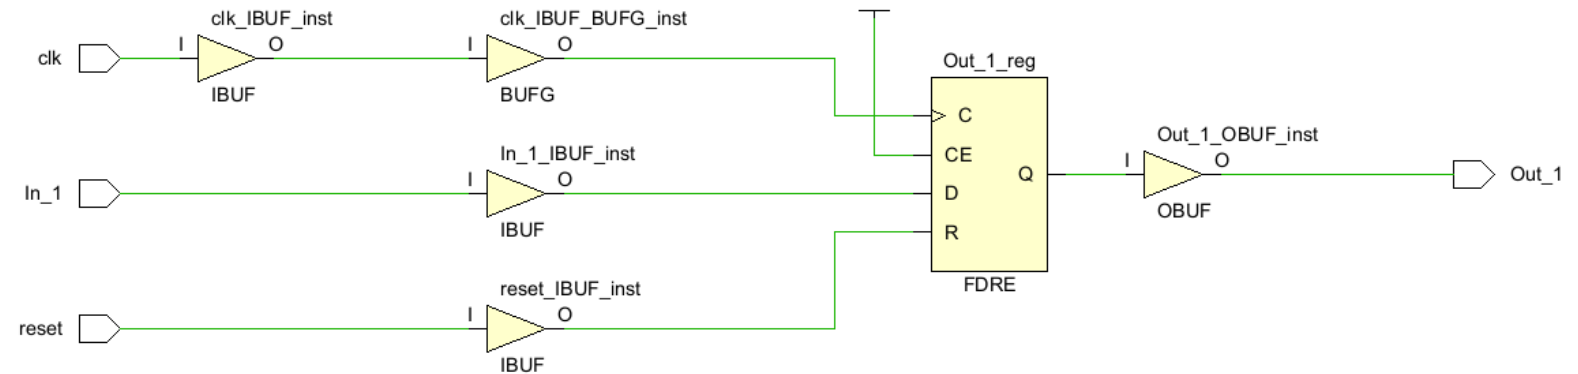 clk_IBUF_inst
clk_IBUF_BUFG_inst
clk
I
O
I
O
IBUF
BUFG
Out_1_reg
C
CE
D
R
Q
FDRE
In_1_IBUF_inst
In_1
I
O
IBUF
Out_1_OBUF_inst
I
O
Out_1
OBUF
reset_IBUF_inst
reset
I
O
IBUF